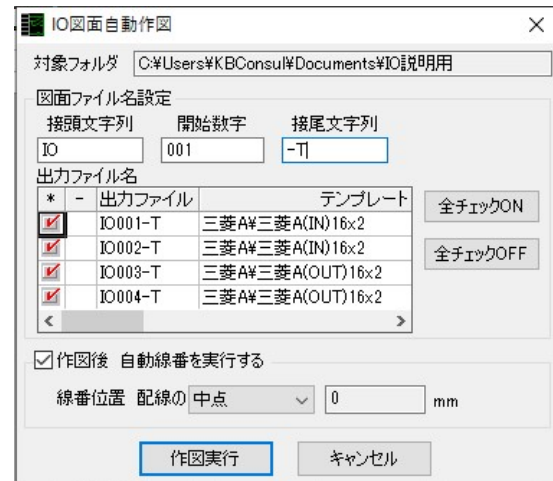 IO図面自動作図
対象フォルダ C:¥Users¥KBConsul¥Documents¥IO説明用
図面ファイル名設定
接頭文字列 開始数字 接尾文字列
IO 001 -T
出力ファイル名
* - 出力ファイル テンプレート
IO001-T 三菱A¥三菱A(IN)16x2
IO002-T 三菱A¥三菱A(IN)16x2
IO003-T 三菱A¥三菱A(OUT)16x2
IO004-T 三菱A¥三菱A(OUT)16x2
全チェックON
全チェックOFF
作図後 自動線番を実行する
線番位置 配線の 中点 0 mm
作図実行 キャンセル